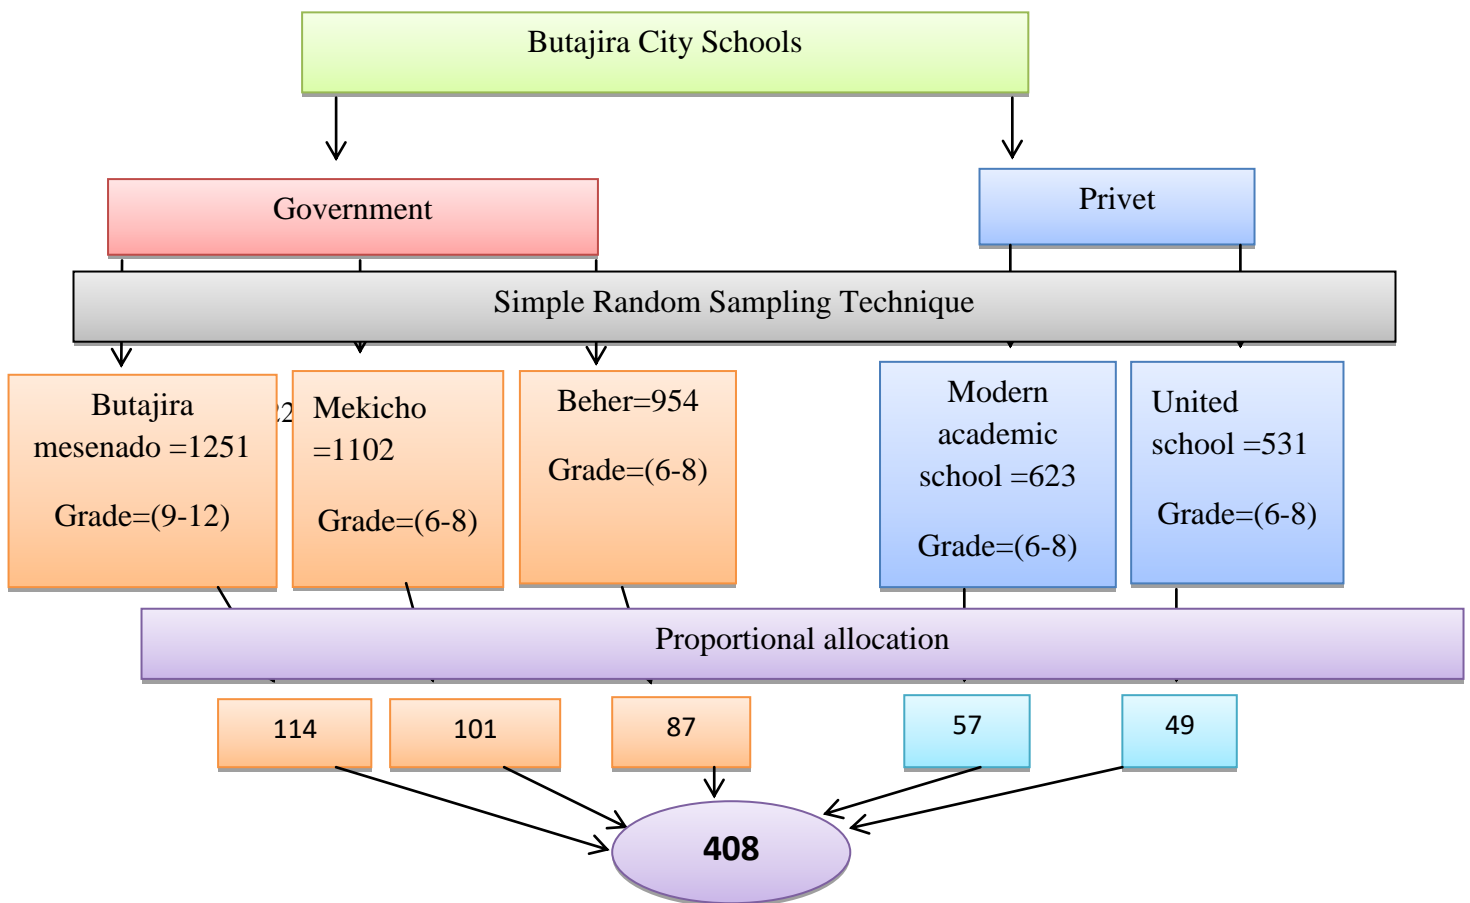 Butajira City Schools
Government
Privet
Simple Random Sampling Technique
Butajira
mesenado =1251
Grade=(9-12)
22
Mekicho
=1102
Grade=(6-8)
Beher=954
Grade=(6-8)
Modern
academic
school =623
Grade=(6-8)
United
school =531
Grade=(6-8)
Proportional allocation
114
101
87
57
49
408